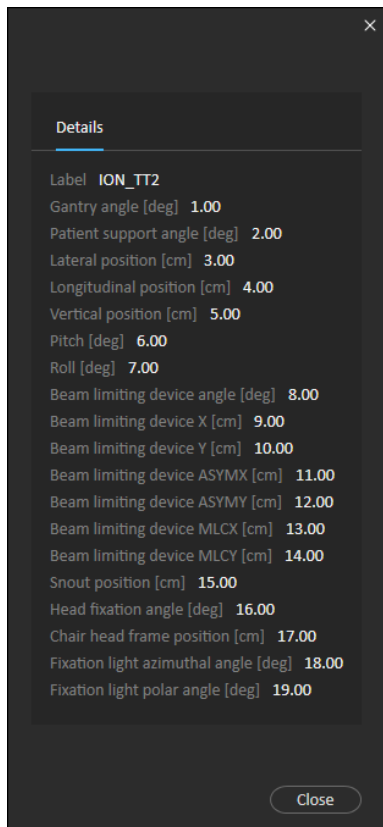 Details
Label ION_TT2
Gantry angle [deg] 1.00
Patient support angle [deg] 2.00
Lateral position [cm] 3.00
Longitudinal position [cm] 4.00
Vertical position [cm] 5.00
Pitch [deg] 6.00
Roll [deg] 7.00
Beam limiting device angle [deg] 8.00
Beam limiting device X [cm] 9.00
Beam limiting device Y [cm] 10.00
Beam limiting device ASYMX [cm] 11.00
Beam limiting device ASYMY [cm] 12.00
Beam limiting device MLCX [cm] 13.00
Beam limiting device MLCY [cm] 14.00
Snout position [cm] 15.00
Head fixation angle [deg] 16.00
Chair head frame position [cm] 17.00
Fixation light azimuthal angle [deg] 18.00
Fixation light polar angle [deg] 19.00
Close